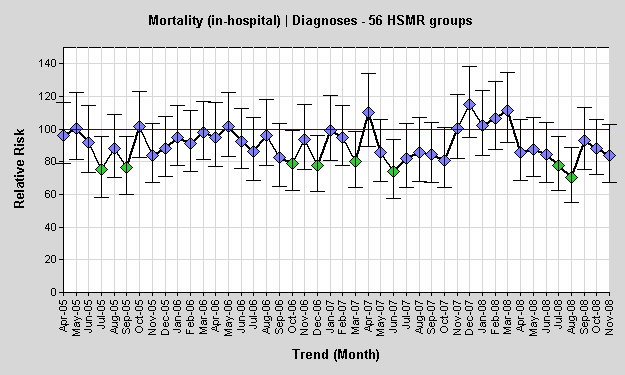 Mortality (in-hospital) | Diagnoses - 56 HSMR groups
Relative Risk
140
120
100
80
60
40
20
0
Apr-05
May-05
Jun-05
Jul-05
Aug-05
Sep-05
Oct-05
Nov-05
Dec-05
Jan-06
Feb-06
Mar-06
Apr-06
May-06
Jun-06
Jul-06
Aug-06
Sep-06
Oct-06
Nov-06
Dec-06
Jan-07
Feb-07
Mar-07
Apr-07
May-07
Jun-07
Jul-07
Aug-07
Sep-07
Oct-07
Nov-07
Dec-07
Jan-08
Feb-08
Mar-08
Apr-08
May-08
Jun-08
Jul-08
Aug-08
Sep-08
Oct-08
Nov-08
Trend (Month)